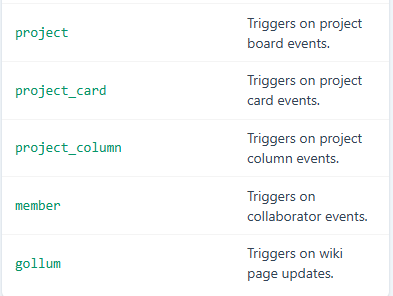 project
Triggers on project
board events.
project_card
Triggers on project
card events.
project_column
Triggers on project
column events.
member
Triggers on
collaborator events.
gollum
Triggers on wiki
page updates.